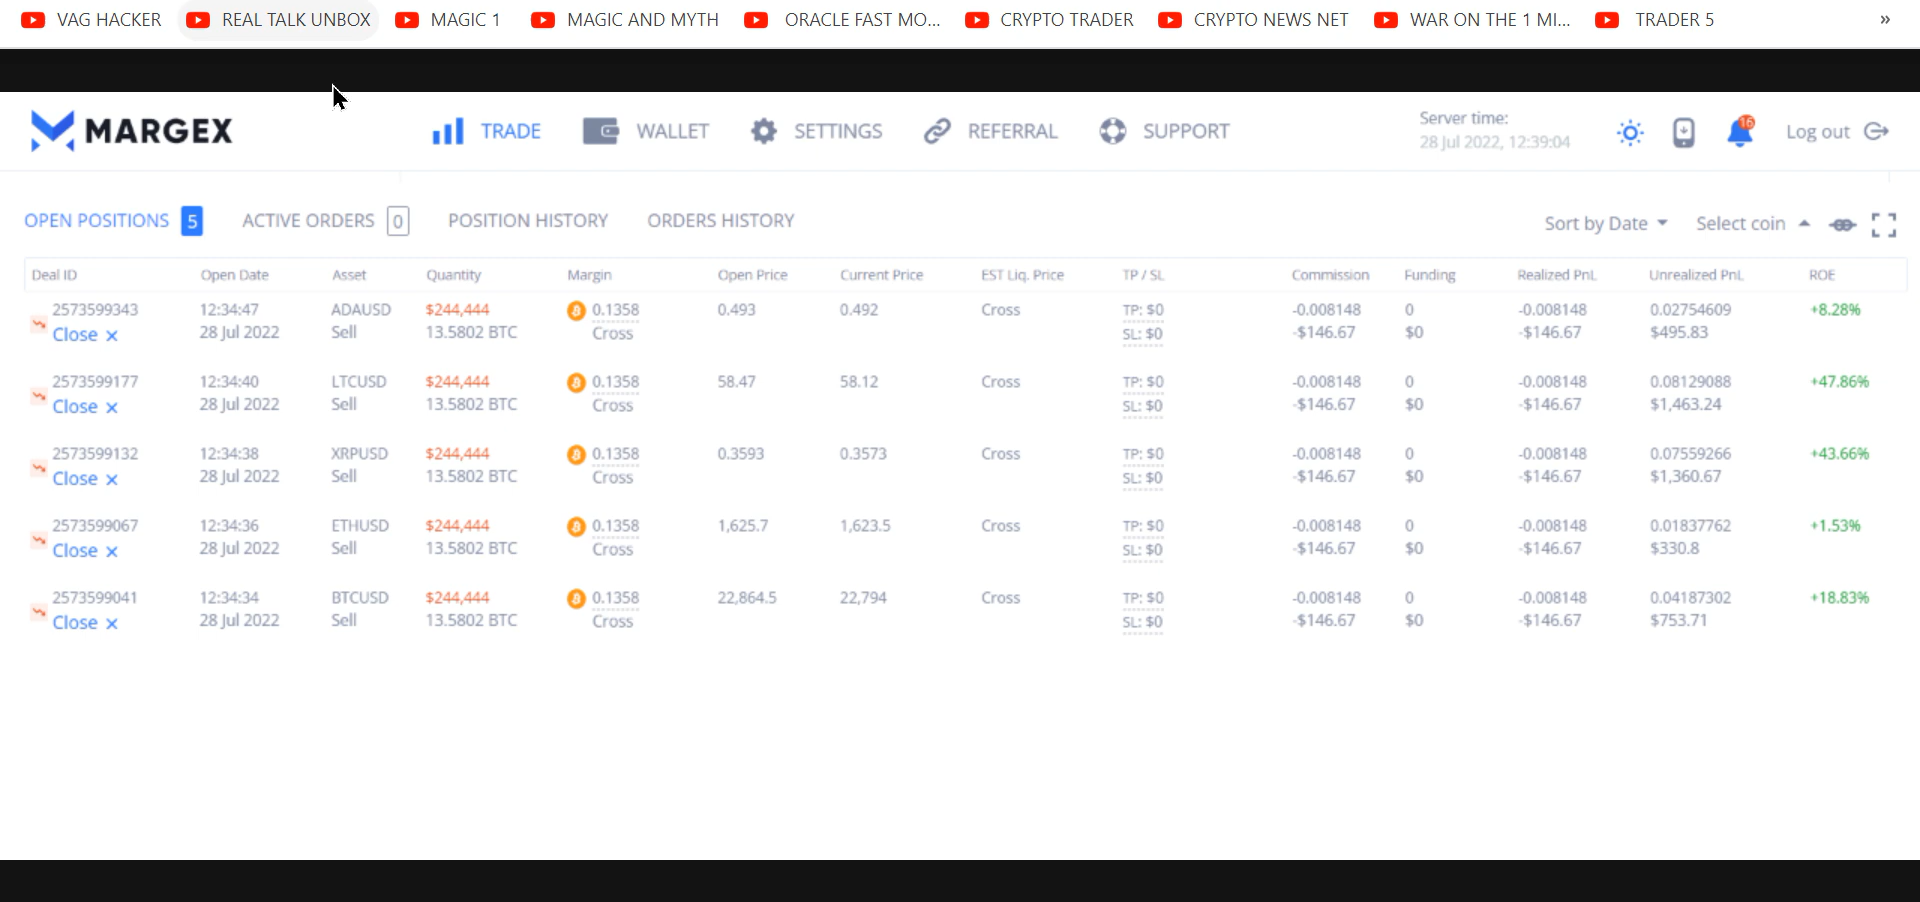 VAG HACKER REAL TALK UNBOX MAGIC 1 MAGIC AND MYTH ORACLE FAST MO... CRYPTO TRADER CRYPTO NEWS NET WAR ON THE 1 MI... TRADER 5 »
MARGEX TRADE WALLET SETTINGS REFERRAL SUPPORT Server time: 16 Log out
28 Jul 2022, 12:39:04
OPEN POSITIONS 5 ACTIVE ORDERS 0 POSITION HISTORY ORDERS HISTORY Sort by Date Select coin
Deal ID Open Date Asset Quantity Margin Open Price Current Price EST Liq. Price TP / SL Commission Funding Realized PnL Unrealized PnL ROE
2573599343 12:34:47 ADAUSD $244,444 0.1358 0.493 0.492 Cross TP: $0 -0.008148 0 -0.008148 0.02754609 +8.28%
Close × 28 Jul 2022 Sell 13.5802 BTC Cross SL: $0 -$146.67 $0 -$146.67 $495.83
2573599177 12:34:40 LTCUSD $244,444 0.1358 58.47 58.12 Cross TP: $0 -0.008148 0 -0.008148 0.08129088 +47.86%
Close × 28 Jul 2022 Sell 13.5802 BTC Cross SL: $0 -$146.67 $0 -$146.67 $1,463.24
2573599132 12:34:38 XRPUSD $244,444 0.1358 0.3593 0.3573 Cross TP: $0 -0.008148 0 -0.008148 0.07559266 +43.66%
Close × 28 Jul 2022 Sell 13.5802 BTC Cross SL: $0 -$146.67 $0 -$146.67 $1,360.67
2573599067 12:34:36 ETHUSD $244,444 0.1358 1,625.7 1,623.5 Cross TP: $0 -0.008148 0 -0.008148 0.01837762 +1.53%
Close × 28 Jul 2022 Sell 13.5802 BTC Cross SL: $0 -$146.67 $0 -$146.67 $330.8
2573599041 12:34:34 BTCUSD $244,444 0.1358 22,864.5 22,794 Cross TP: $0 -0.008148 0 -0.008148 0.04187302 +18.83%
Close × 28 Jul 2022 Sell 13.5802 BTC Cross SL: $0 -$146.67 $0 -$146.67 $753.71